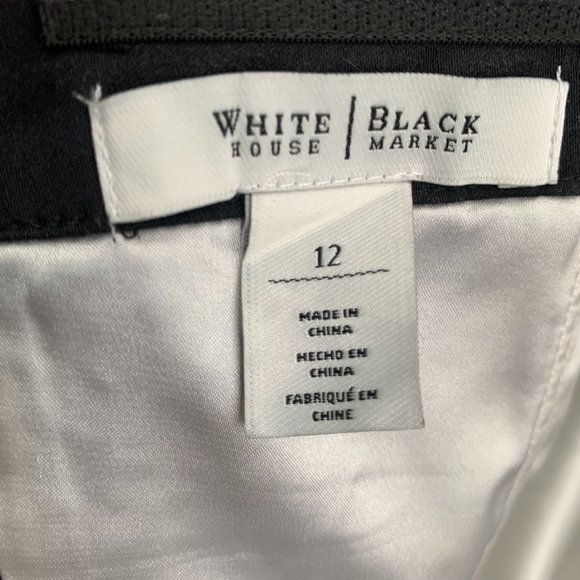 WHITE | BLACK
HOUSE | MARKET
12
MADE IN
CHINA
HECHO EN
CHINA
FABRIQUÉ EN
CHINE